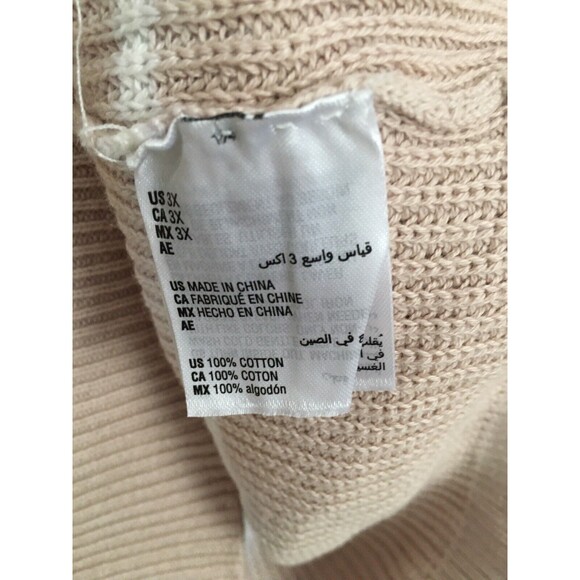 US 3X
CA 3X
MX 3X
AE
قياس واسع 3 اكس
US MADE IN CHINA
CA FABRIQUÉ EN CHINE
MX HECHO EN CHINA
AE
في الصين
US 100% COTTON
CA 100% COTON
MX 100% algodón